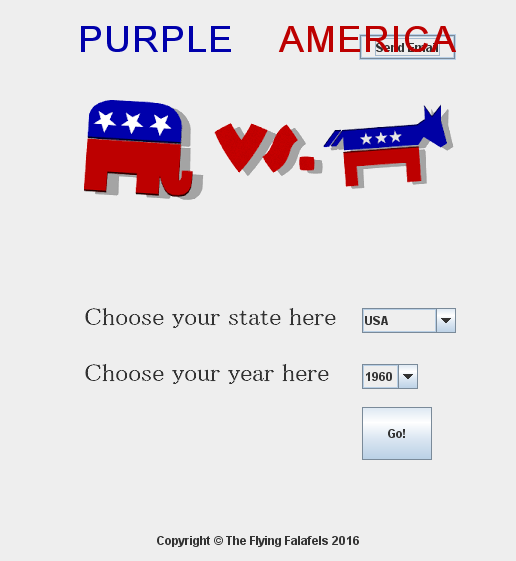 PURPLE AMERICA
Send Email
vs.
Choose your state here USA
Choose your year here 1960
Go!
Copyright © The Flying Falafels 2016